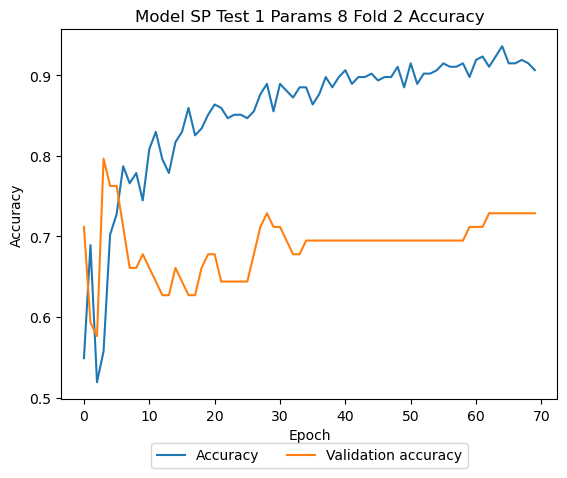 Model SP Test 1 Params 8 Fold 2 Accuracy
Accuracy
0.9
0.8
0.7
0.6
0.5
0 10 20 30 40 50 60 70
Epoch
Accuracy Validation accuracy